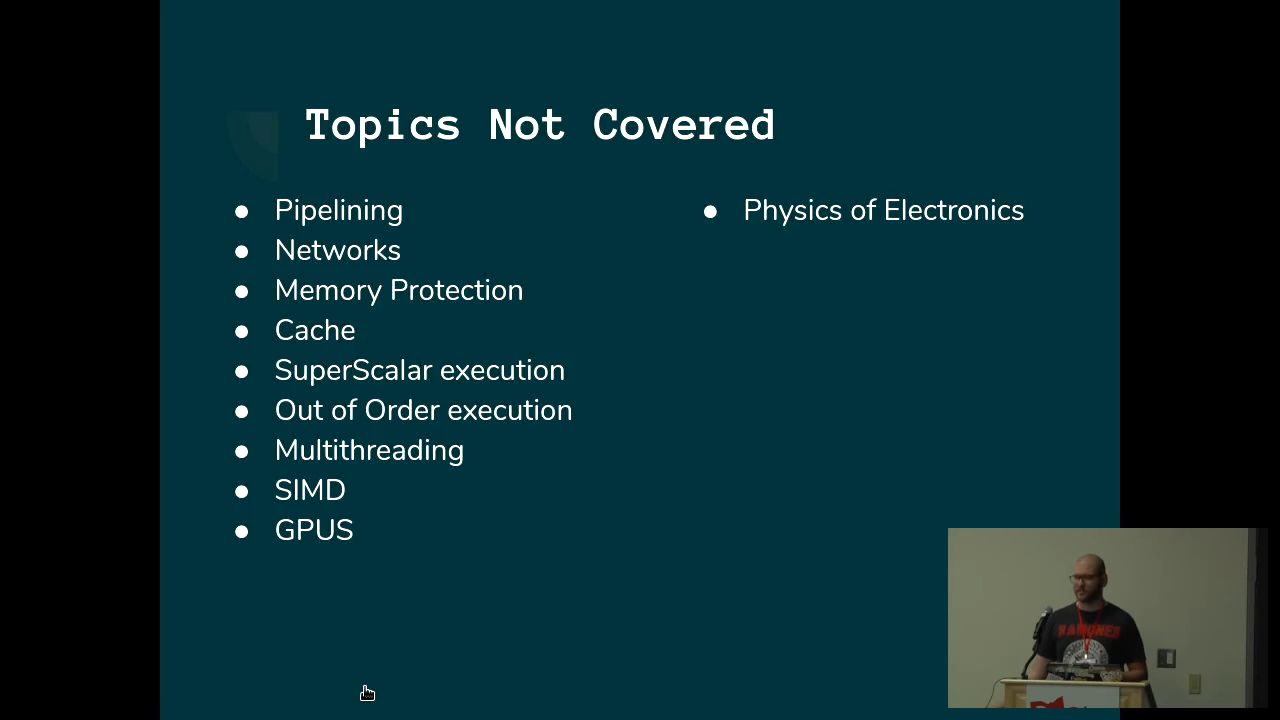 Topics Not Covered
● Pipelining
● Networks
● Memory Protection
● Cache
● SuperScalar execution
● Out of Order execution
● Multithreading
● SIMD
● GPUS
● Physics of Electronics
RAMONES